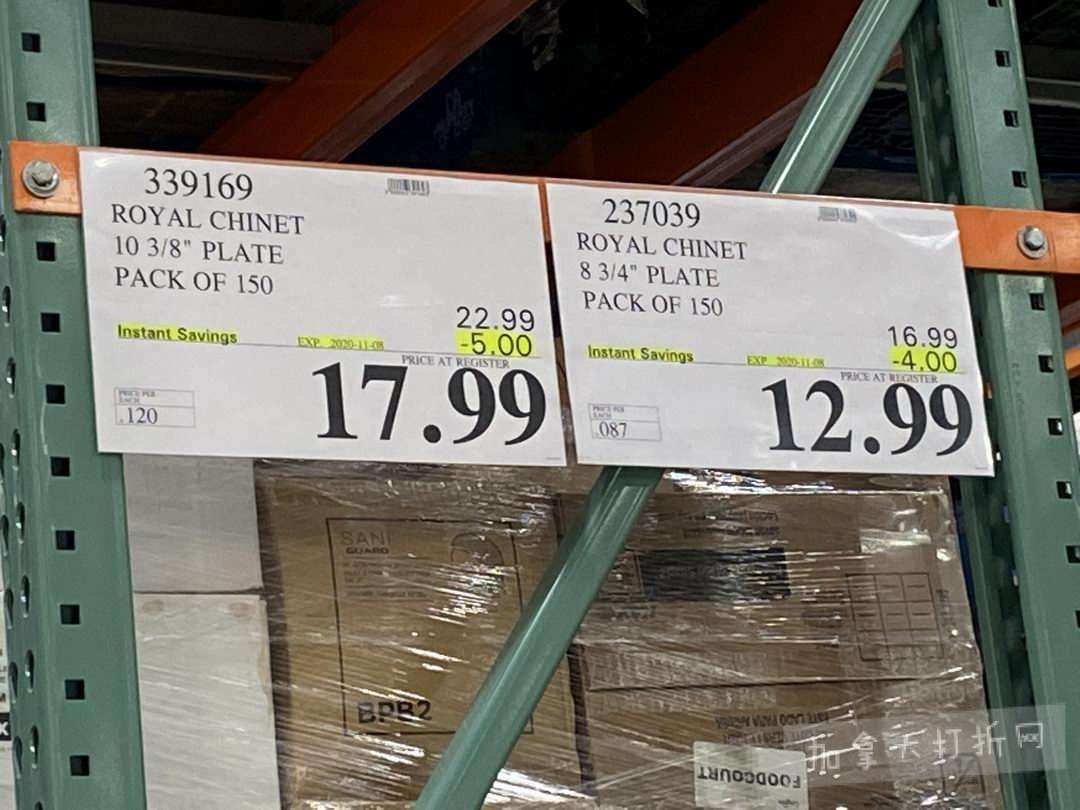 339169
ROYAL CHINET
10 3/8" PLATE
PACK OF 150
22.99
Instant Savings
EXP. 2020-11-08
-5.00
PRICE AT REGISTER
17.99
PRICE PER
EACH
.120
237039
ROYAL CHINET
8 3/4" PLATE
PACK OF 150
16.99
Instant Savings
EXP. 2020-11-08
-4.00
PRICE AT REGISTER
12.99
PRICE PER
EACH
.087
SANI
GUARD
BPB2
FOODCOURT
加拿大打折网